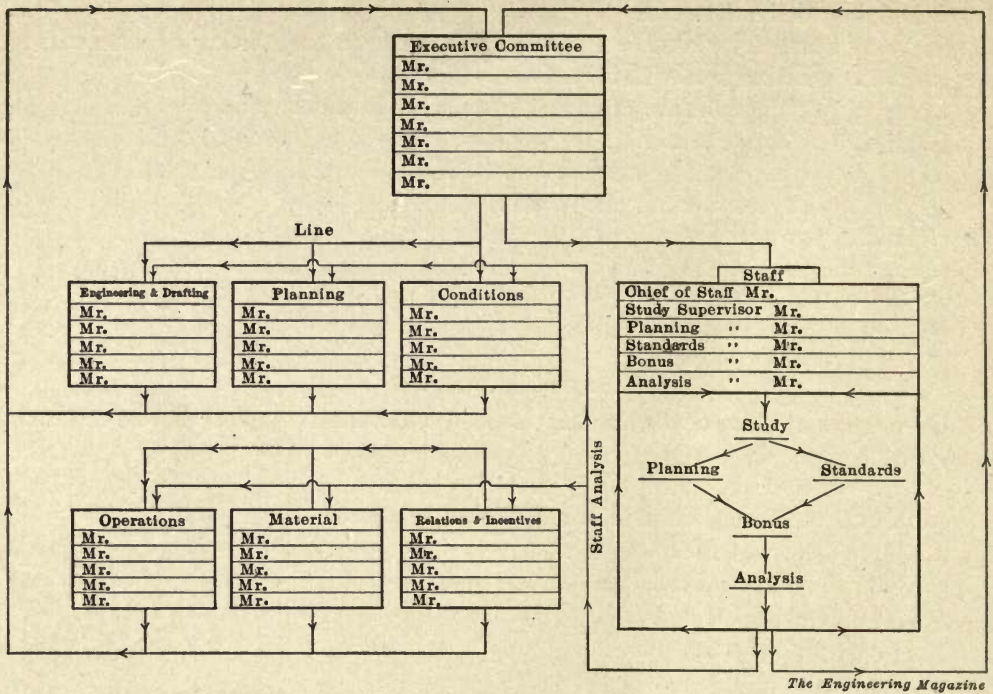 Executive Committee
Mr.
Mr.
Mr.
Mr.
Mr.
Mr.
Mr.
Line
Engineering & Drafting
Mr.
Mr.
Mr.
Mr.
Mr.
Planning
Mr.
Mr.
Mr.
Mr.
Mr.
Conditions
Mr.
Mr.
Mr.
Mr.
Mr.
Staff
Chief of Staff Mr.
Study Supervisor Mr.
Planning " Mr.
Standards " Mr.
Bonus " Mr.
Analysis " Mr.
Study
Planning Standards
Bonus
Analysis
Staff Analysis
Operations
Mr.
Mr.
Mr.
Mr.
Mr.
Material
Mr.
Mr.
Mr.
Mr.
Mr.
Relations & Incentives
Mr.
Mr.
Mr.
Mr.
Mr.
The Engineering Magazine